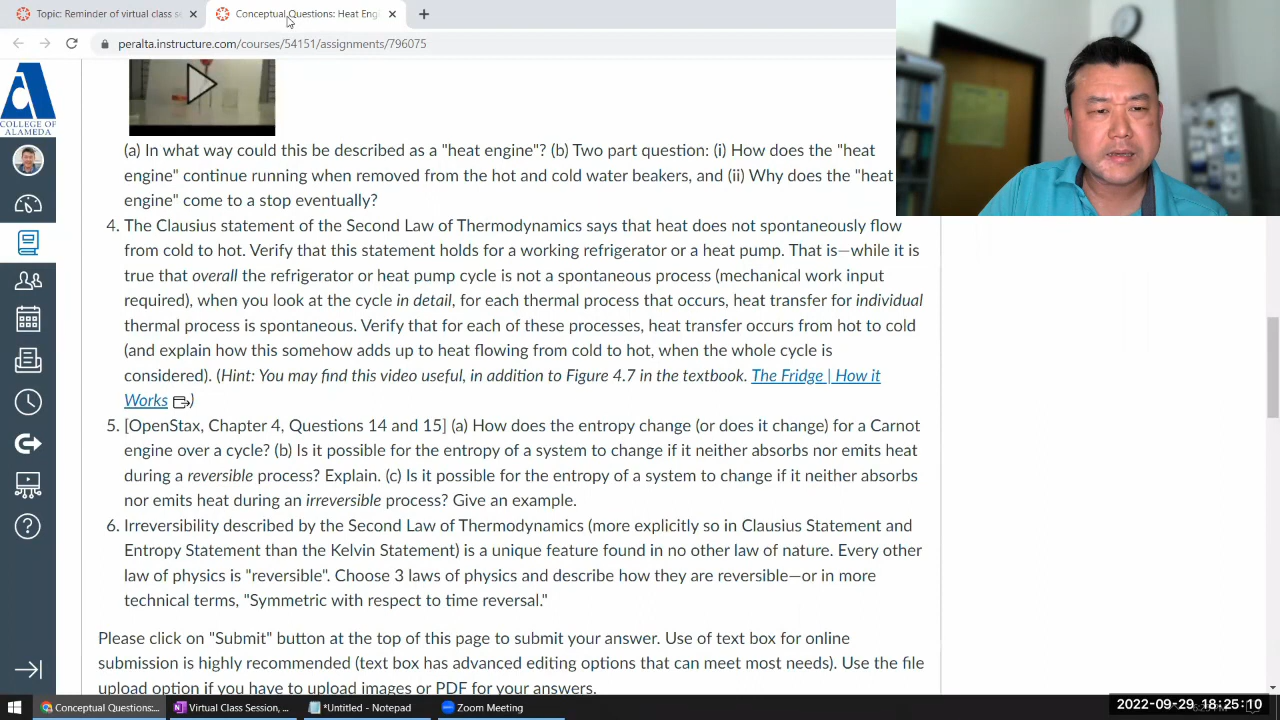 Topic: Reminder of virtual class s
Conceptual Questions: Heat Eng
peralta.instructure.com/courses/54151/assignments/796075
COLLEGE OF
ALAMEDA
(a) In what way could this be described as a "heat engine"? (b) Two part question: (i) How does the "heat
engine" continue running when removed from the hot and cold water beakers, and (ii) Why does the "heat
engine" come to a stop eventually?
4. The Clausius statement of the Second Law of Thermodynamics says that heat does not spontaneously flow
from cold to hot. Verify that this statement holds for a working refrigerator or a heat pump. That is—while it is
true that overall the refrigerator or heat pump cycle is not a spontaneous process (mechanical work input
required), when you look at the cycle in detail, for each thermal process that occurs, heat transfer for individual
thermal process is spontaneous. Verify that for each of these processes, heat transfer occurs from hot to cold
(and explain how this somehow adds up to heat flowing from cold to hot, when the whole cycle is
considered). (Hint: You may find this video useful, in addition to Figure 4.7 in the textbook. The Fridge | How it
Works )
5. [OpenStax, Chapter 4, Questions 14 and 15] (a) How does the entropy change (or does it change) for a Carnot
engine over a cycle? (b) Is it possible for the entropy of a system to change if it neither absorbs nor emits heat
during a reversible process? Explain. (c) Is it possible for the entropy of a system to change if it neither absorbs
nor emits heat during an irreversible process? Give an example.
6. Irreversibility described by the Second Law of Thermodynamics (more explicitly so in Clausius Statement and
Entropy Statement than the Kelvin Statement) is a unique feature found in no other law of nature. Every other
law of physics is "reversible". Choose 3 laws of physics and describe how they are reversible—or in more
technical terms, "Symmetric with respect to time reversal."
Please click on "Submit" button at the top of this page to submit your answer. Use of text box for online
submission is highly recommended (text box has advanced editing options that can meet most needs). Use the file
upload option if you have to upload images or PDF for your answers.
Conceptual Questions:...
Virtual Class Session, ...
*Untitled - Notepad
Zoom Meeting
2022-09-29 18:25:10